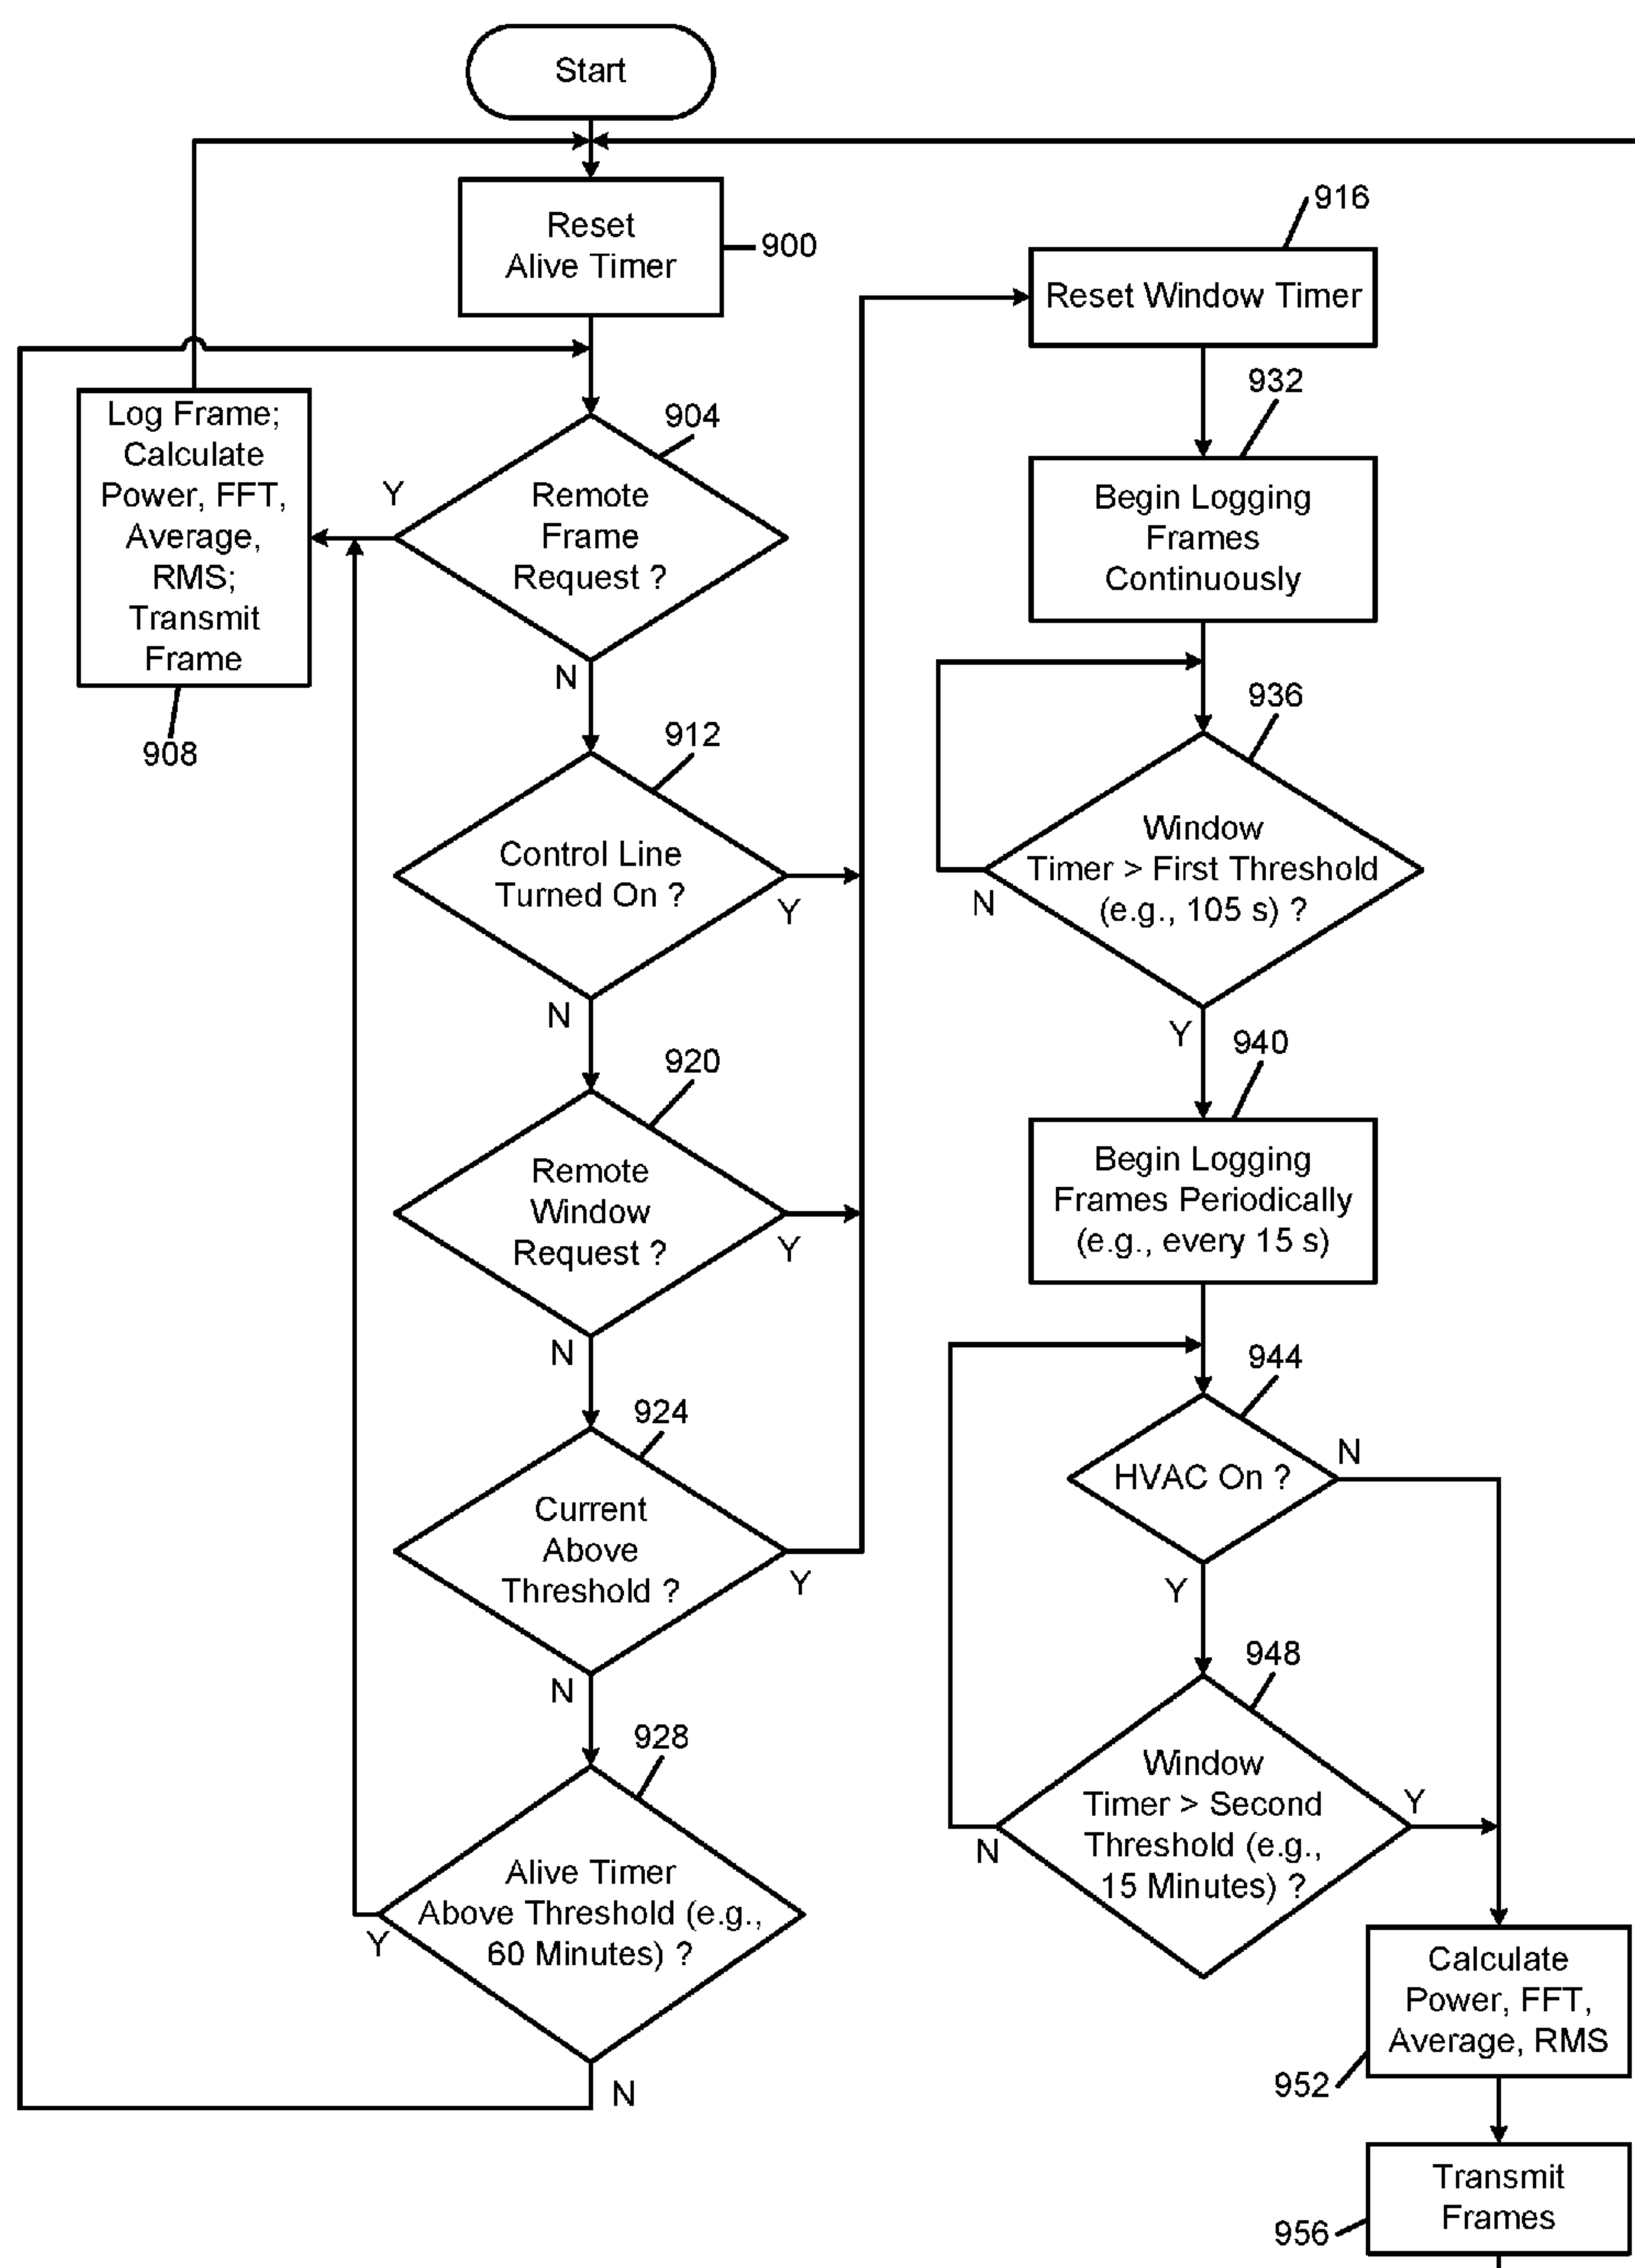 Start
Reset
Alive Timer
900
Log Frame;
Calculate
Power, FFT,
Average,
RMS;
Transmit
Frame
908
904
Remote
Frame
Request ?
Y
N
912
Control Line
Turned On ?
Y
N
920
Remote
Window
Request ?
Y
N
924
Current
Above
Threshold ?
Y
N
928
Alive Timer
Above Threshold (e.g.,
60 Minutes) ?
Y
N
916
Reset Window Timer
932
Begin Logging
Frames
Continuously
936
Window
Timer > First Threshold
(e.g., 105 s) ?
N
Y
940
Begin Logging
Frames Periodically
(e.g., every 15 s)
944
HVAC On ?
N
Y
948
Window
Timer > Second
Threshold (e.g.,
15 Minutes) ?
Y
N
Calculate
Power, FFT,
Average, RMS
952
Transmit
Frames
956